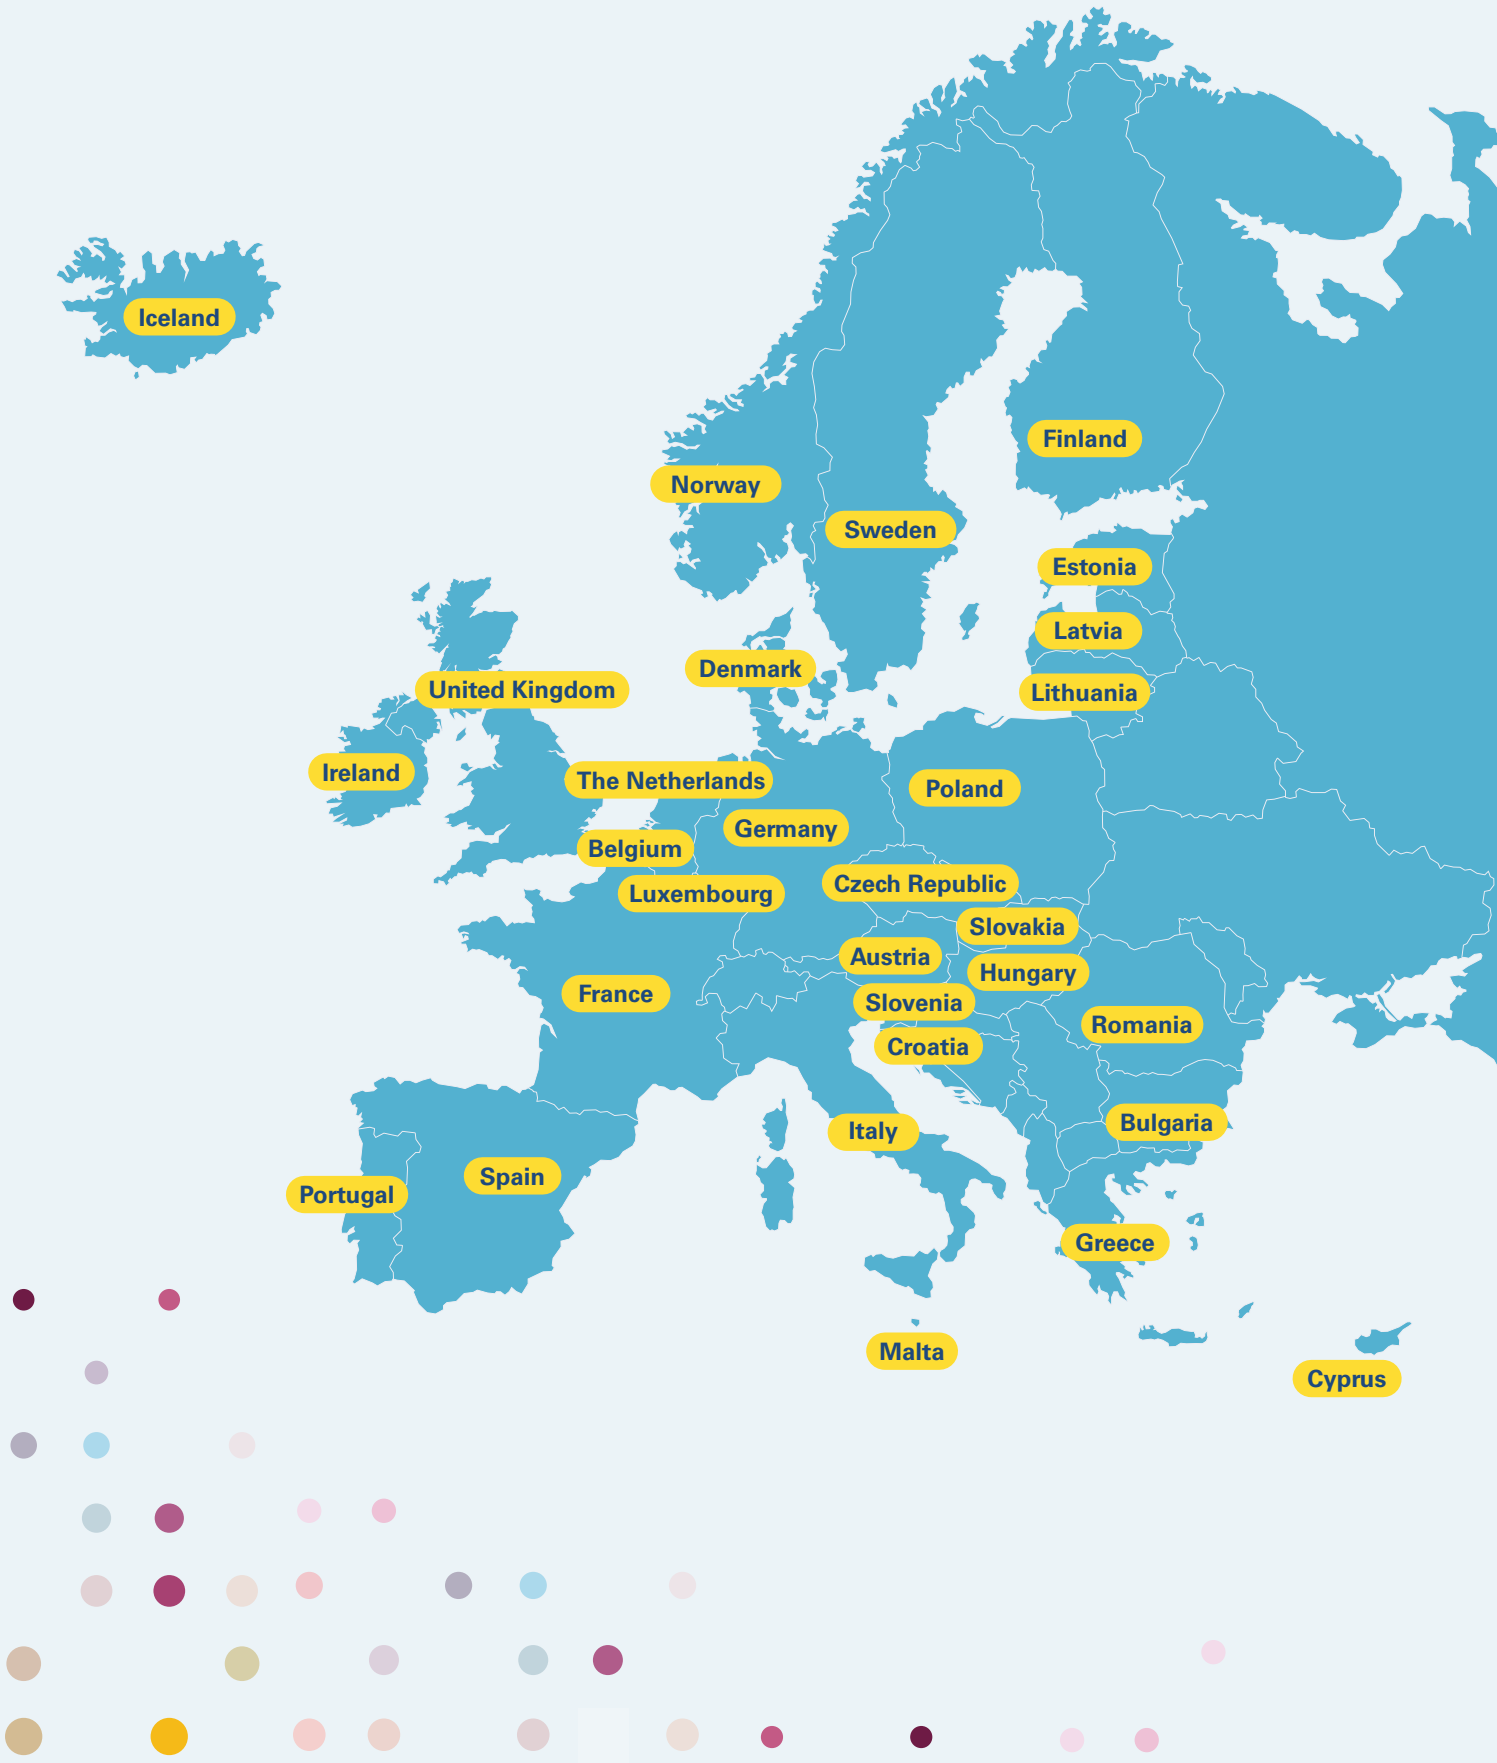 Iceland
Finland
Norway
Sweden
Estonia
Latvia
Denmark
United Kingdom
Lithuania
Ireland
The Netherlands
Poland
Germany
Belgium
Czech Republic
Luxembourg
Slovakia
Austria
Hungary
France
Slovenia
Romania
Croatia
Bulgaria
Italy
Spain
Portugal
Greece
Malta
Cyprus